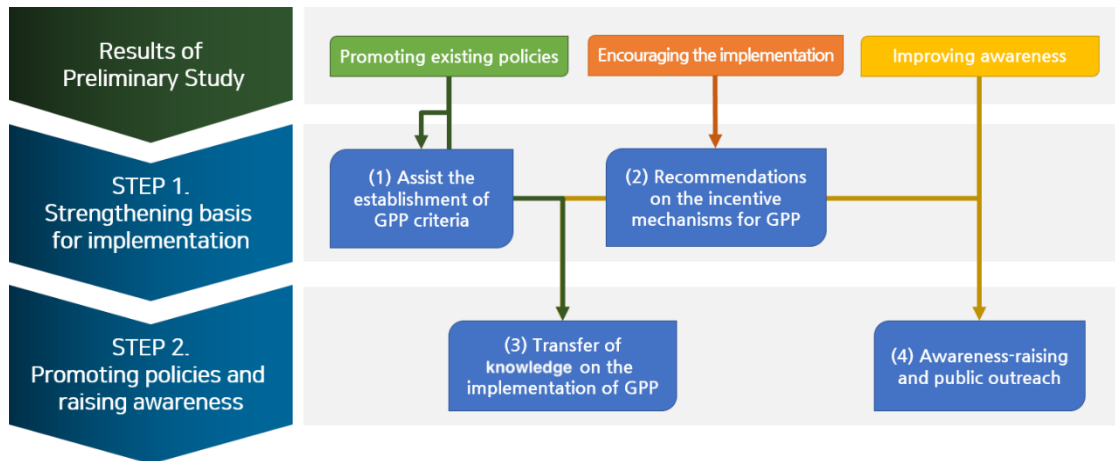 Results of
Preliminary Study
Promoting existing policies
Encouraging the implementation
Improving awareness
STEP 1.
Strengthening basis
for implementation
(1) Assist the
establishment of
GPP criteria
(2) Recommendations
on the incentive
mechanisms for GPP
STEP 2.
Promoting policies and
raising awareness
(3) Transfer of
knowledge on the
implementation of GPP
(4) Awareness-raising
and public outreach